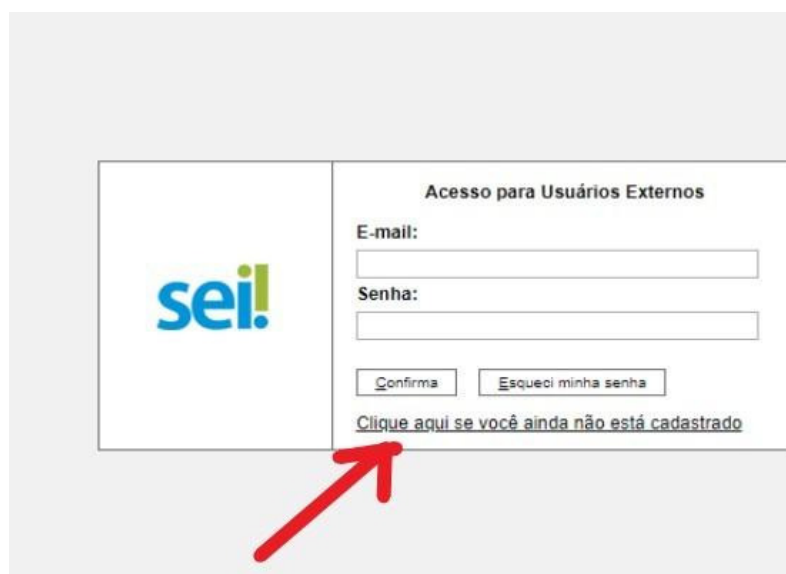 Acesso para Usuários Externos
E-mail:
sei!
Senha:
Confirma
Esqueci minha senha
Clique aqui se você ainda não está cadastrado